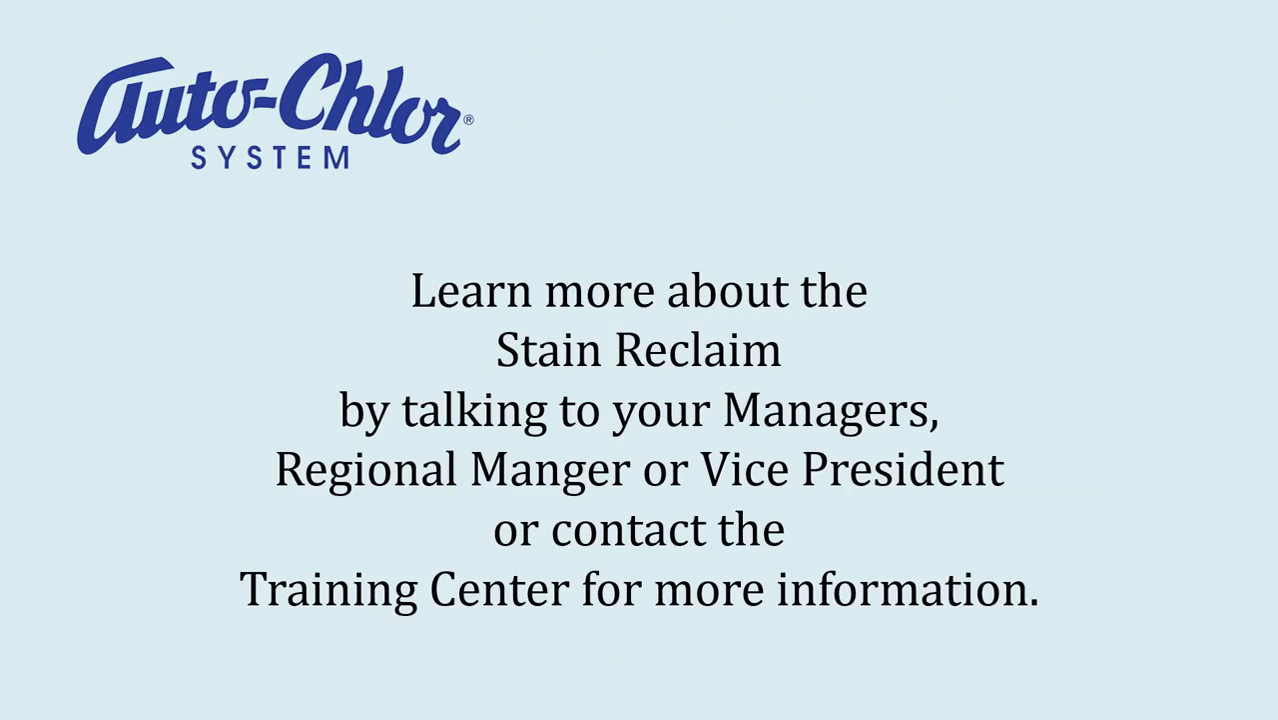 Auto-Chlor®
SYSTEM
Learn more about the
Stain Reclaim
by talking to your Managers,
Regional Manger or Vice President
or contact the
Training Center for more information.